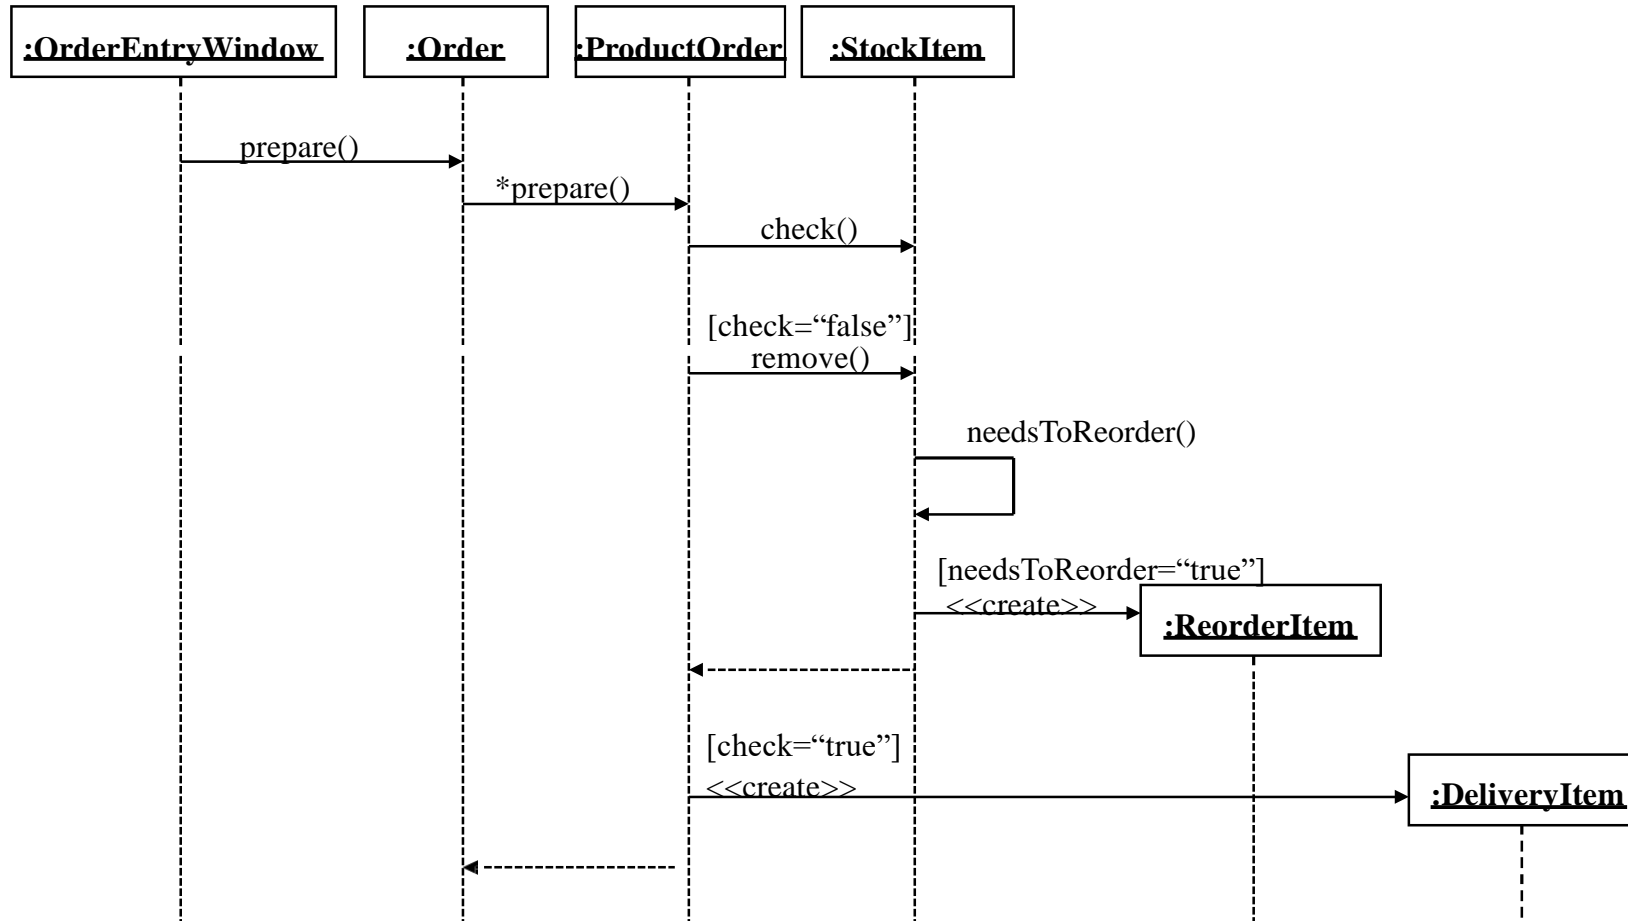 :OrderEntryWindow
:Order
:ProductOrder
:StockItem
prepare()
*prepare()
check()
[check=“false”]
remove()
needsToReorder()
[needsToReorder=“true”]
<<create>>
:ReorderItem
[check=“true”]
<<create>>
:DeliveryItem